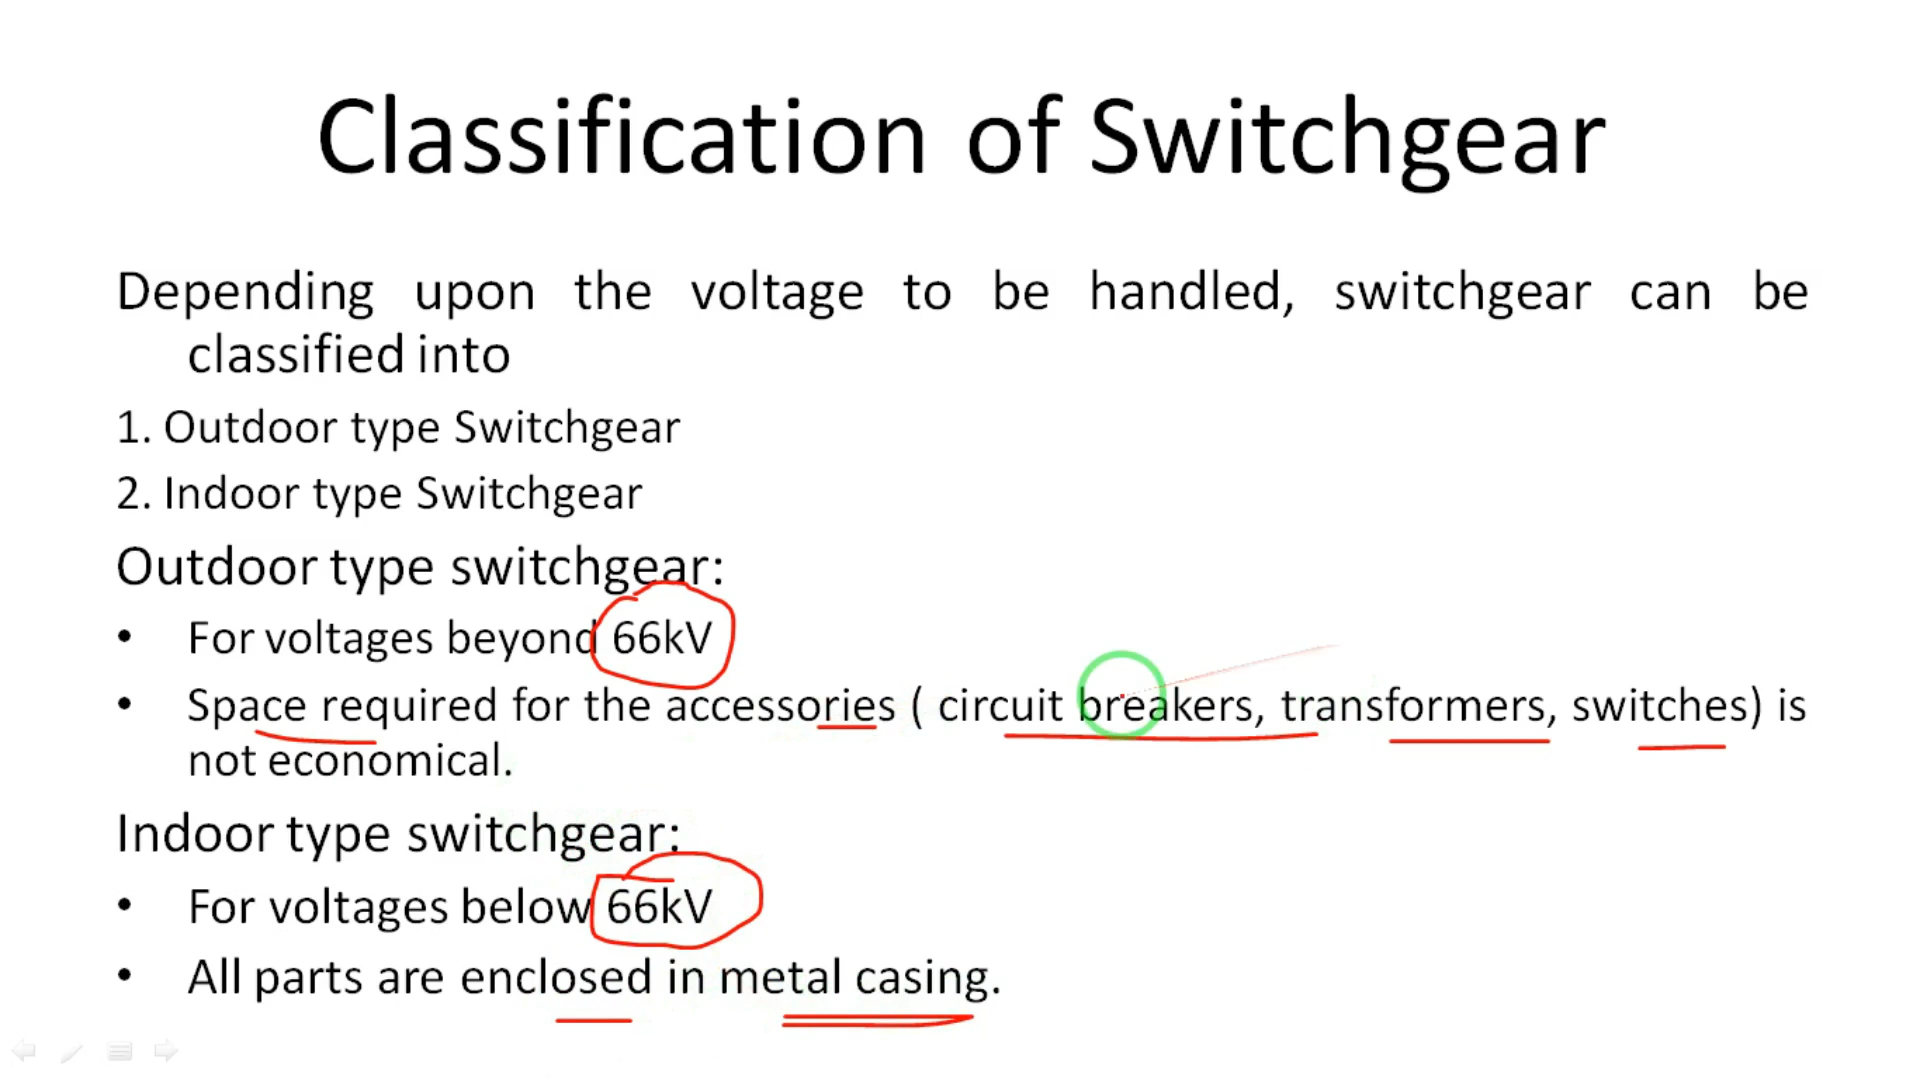 Classification of Switchgear
Depending upon the voltage to be handled, switchgear can be
classified into
1. Outdoor type Switchgear
2. Indoor type Switchgear
Outdoor type switchgear:
• For voltages beyond 66kV
• Space required for the accessories ( circuit breakers, transformers, switches) is
not economical.
Indoor type switchgear:
• For voltages below 66kV
• All parts are enclosed in metal casing.